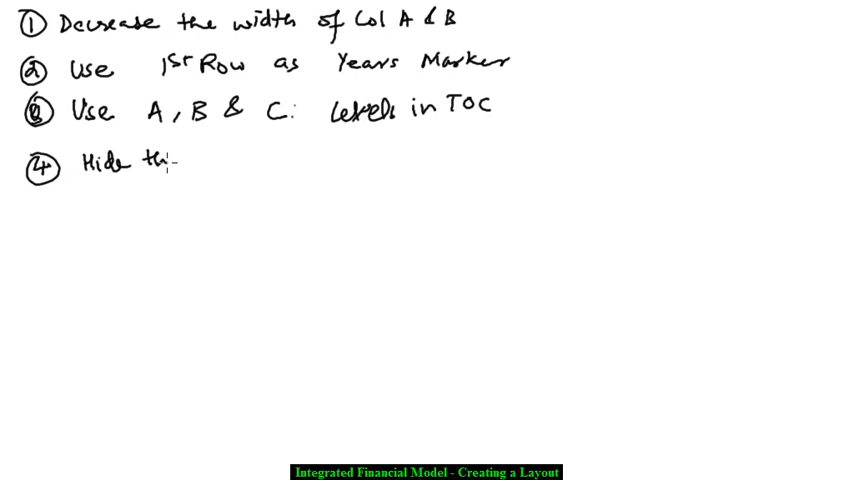 ① Decrease the width of Col A & B
② Use 1st Row as Years Marker
③ Use A, B & C: Levels in TOC
④ Hide th
Integrated Financial Model - Creating a Layout